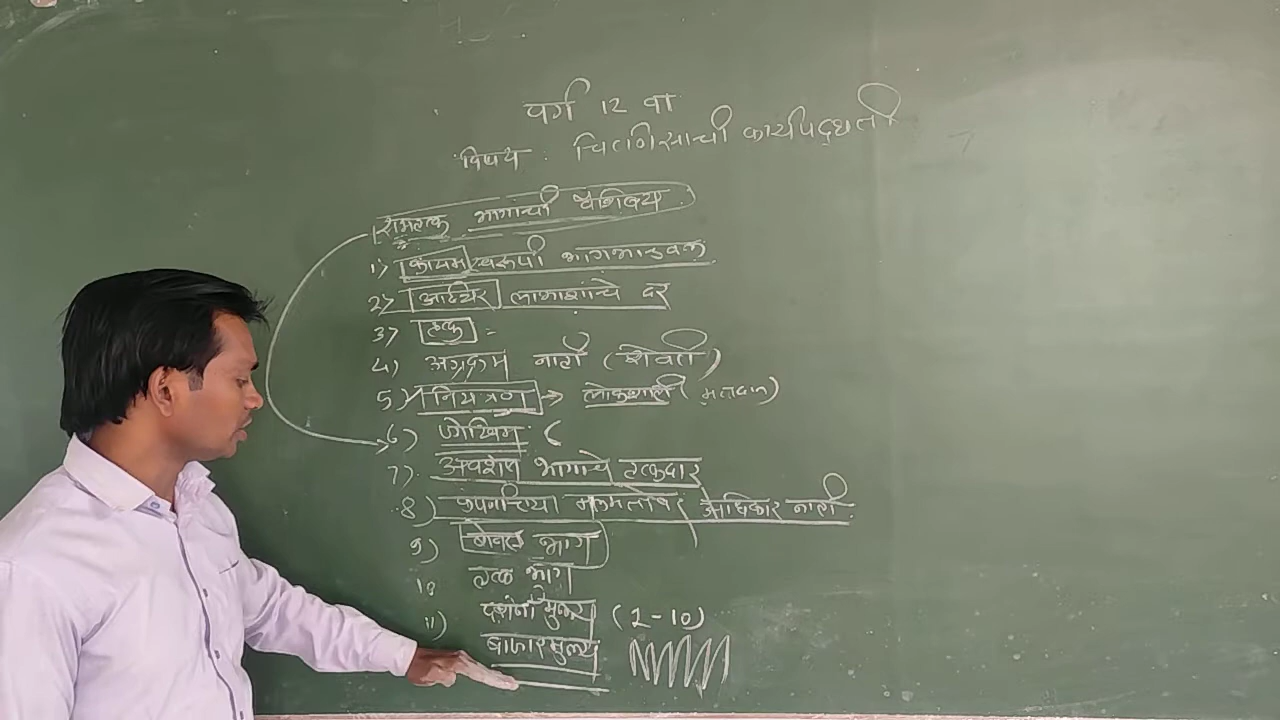 वर्ग 12 वा
विषय : चिटणीसाची कार्यपद्धती
समहक्क भागाची वैशिष्ट्य
1) कायम स्वरूपी भागभांडवल
2) अस्थिर लाभाशांचे दर
3) हक्क =
4) अग्रक्रम नाही (शेवटी)
5) नियत्रण → लोकशाही (मतदान)
6) जोखिम (
7) अवशेष भागाचे हक्कदार
8) कंपनीच्या मालमत्तेवर अधिकार नाही.
9) बोनस भाग
10 हक्क भाग
11) दर्शनी मुल्य (1-10)
बाजारमुल्य